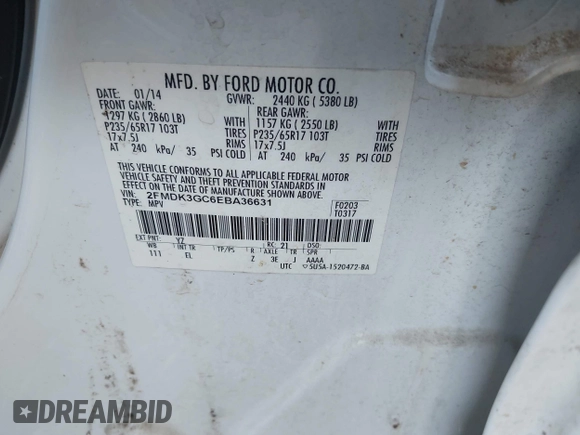 MFD. BY FORD MOTOR CO.
DATE: 01/14 GVWR: 2440 KG ( 5380 LB)
FRONT GAWR: REAR GAWR:
1297 KG ( 2860 LB) WITH 1157 KG ( 2550 LB) WITH
P235/65R17 103T TIRES P235/65R17 103T TIRES
17x7.5J RIMS 17x7.5J RIMS
AT 240 kPa/ 35 PSI COLD AT 240 kPa/ 35 PSI COLD
THIS VEHICLE CONFORMS TO ALL APPLICABLE FEDERAL MOTOR
VEHICLE SAFETY AND THEFT PREVENTION STANDARDS IN
EFFECT ON THE DATE OF MANUFACTURE SHOWN ABOVE.
VIN: 2FMDK3GC6EBA36631 F0203
TYPE: MPV T0317
EXT PNT: YZ RC: 21 DSO:
WB INT TR TP/PS R AXLE TR SPR
111 EL Z 3E J AAAA
UTC 5USA-1520472-BA
DREAMBID